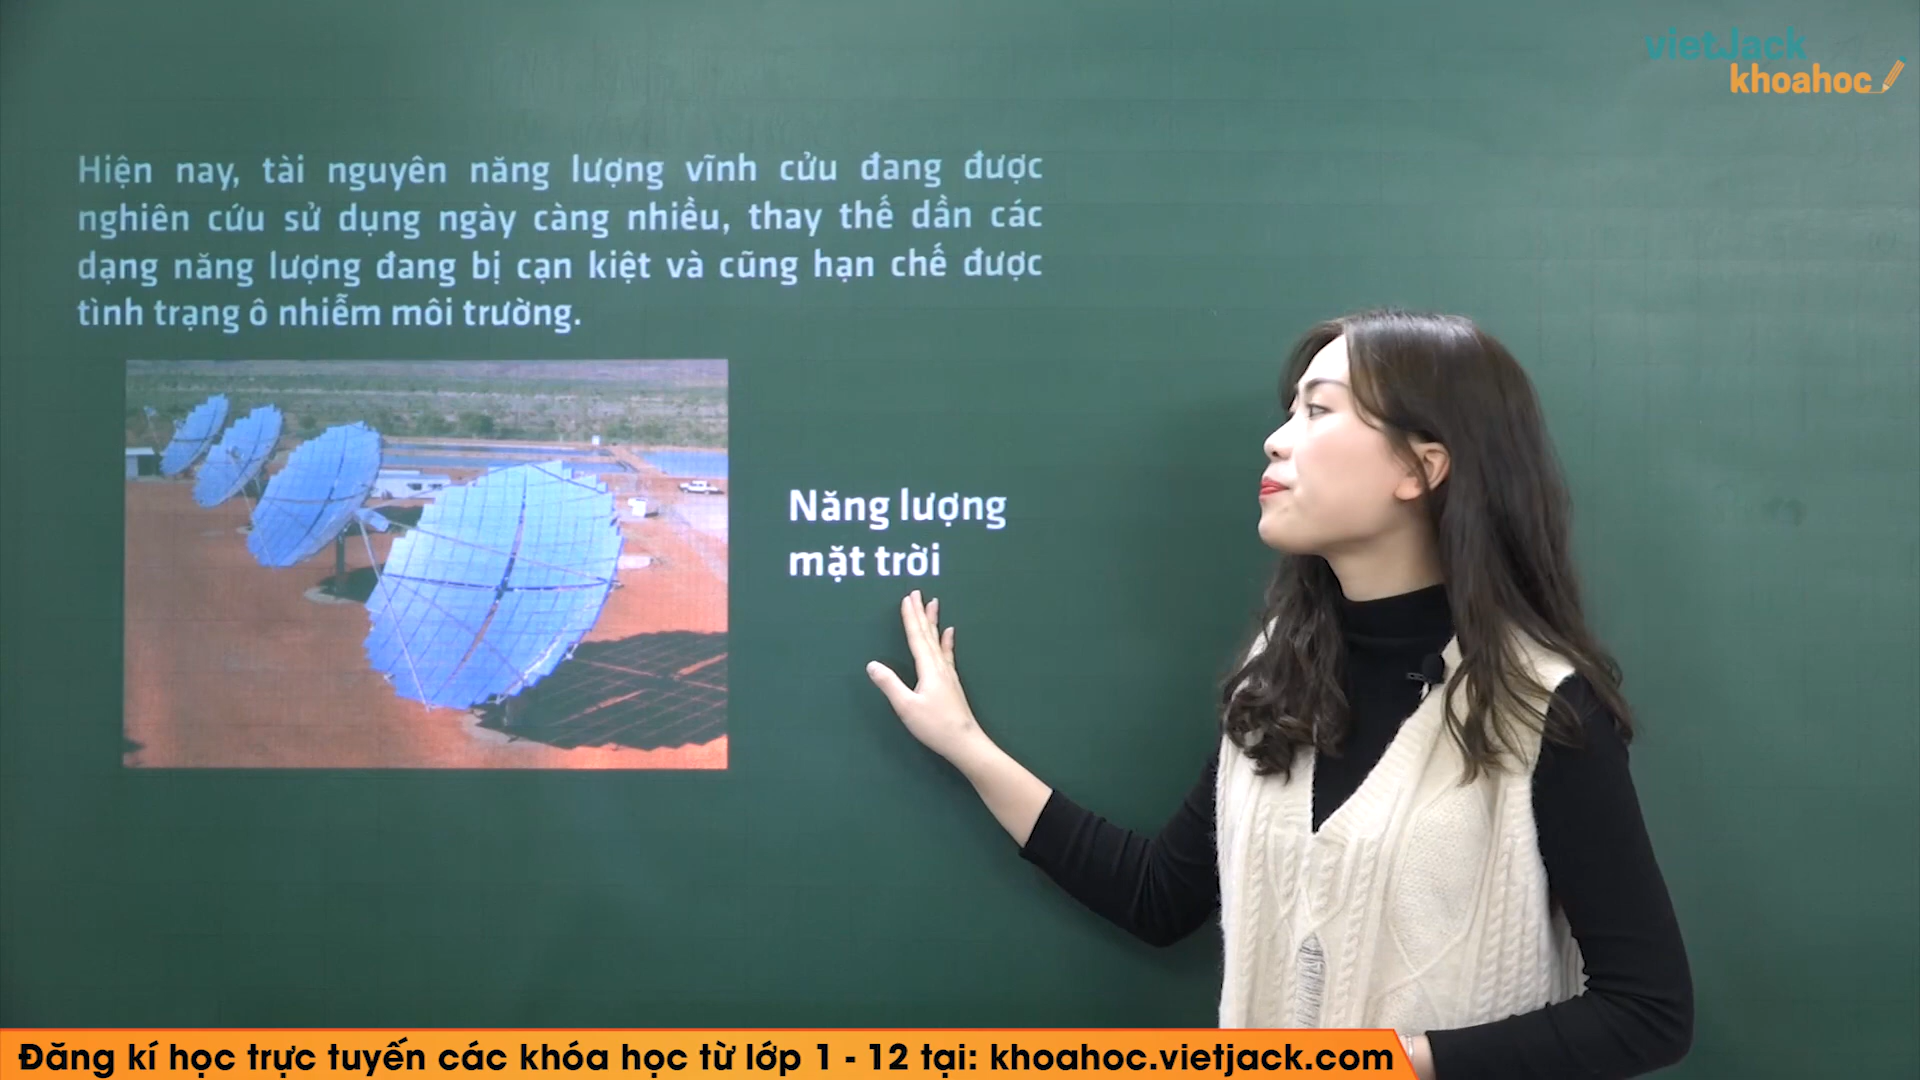 vietJack
khoahoc
Hiện nay, tài nguyên năng lượng vĩnh cửu đang được
nghiên cứu sử dụng ngày càng nhiều, thay thế dần các
dạng năng lượng đang bị cạn kiệt và cũng hạn chế được
tình trạng ô nhiễm môi trường.
Năng lượng
mặt trời
Đăng kí học trực tuyến các khóa học từ lớp 1 - 12 tại: khoahoc.vietjack.com